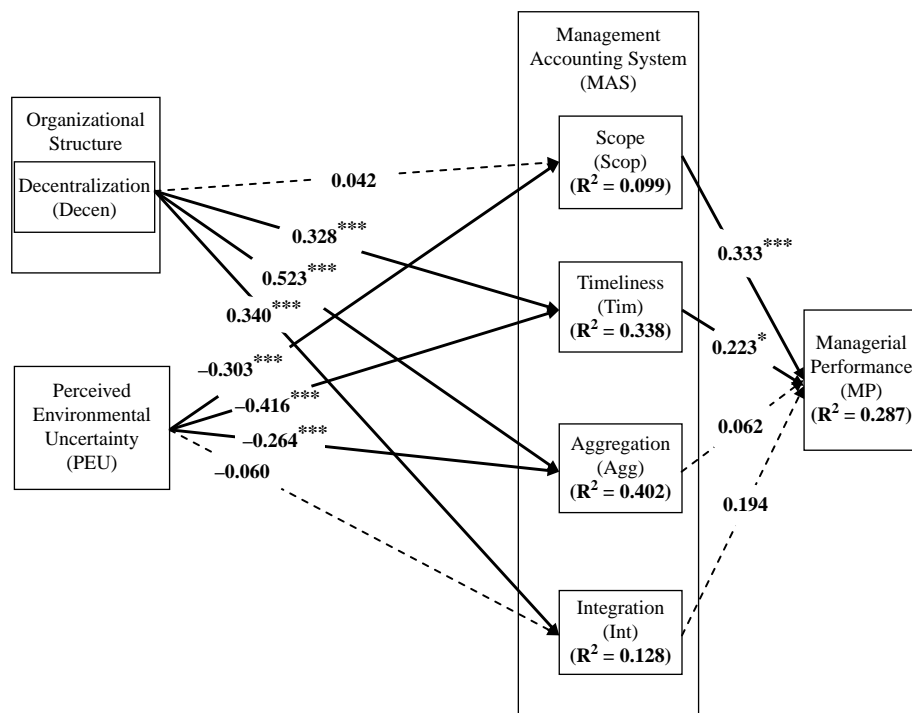 Management
Accounting System
(MAS)
Organizational
Structure
Decentralization
(Decen)
Scope
(Scop)
(R² = 0.099)
0.042
0.328***
0.523***
0.340***
0.333***
Timeliness
(Tim)
(R² = 0.338)
0.223*
Managerial
Performance
(MP)
(R² = 0.287)
Perceived
Environmental
Uncertainty
(PEU)
–0.303***
–0.416***
–0.264***
–0.060
Aggregation
(Agg)
(R² = 0.402)
0.062
0.194
Integration
(Int)
(R² = 0.128)